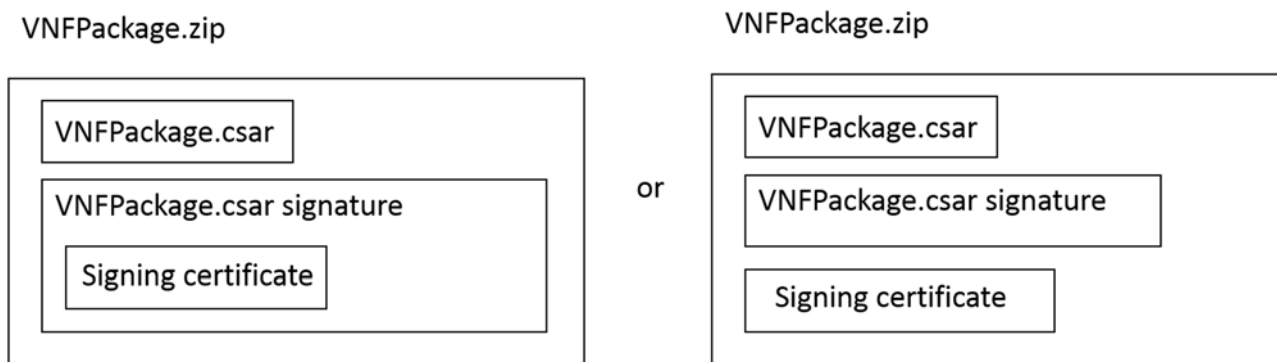 VNFPackage.zip
VNFPackage.csar
VNFPackage.csar signature
Signing certificate
or
VNFPackage.zip
VNFPackage.csar
VNFPackage.csar signature
Signing certificate